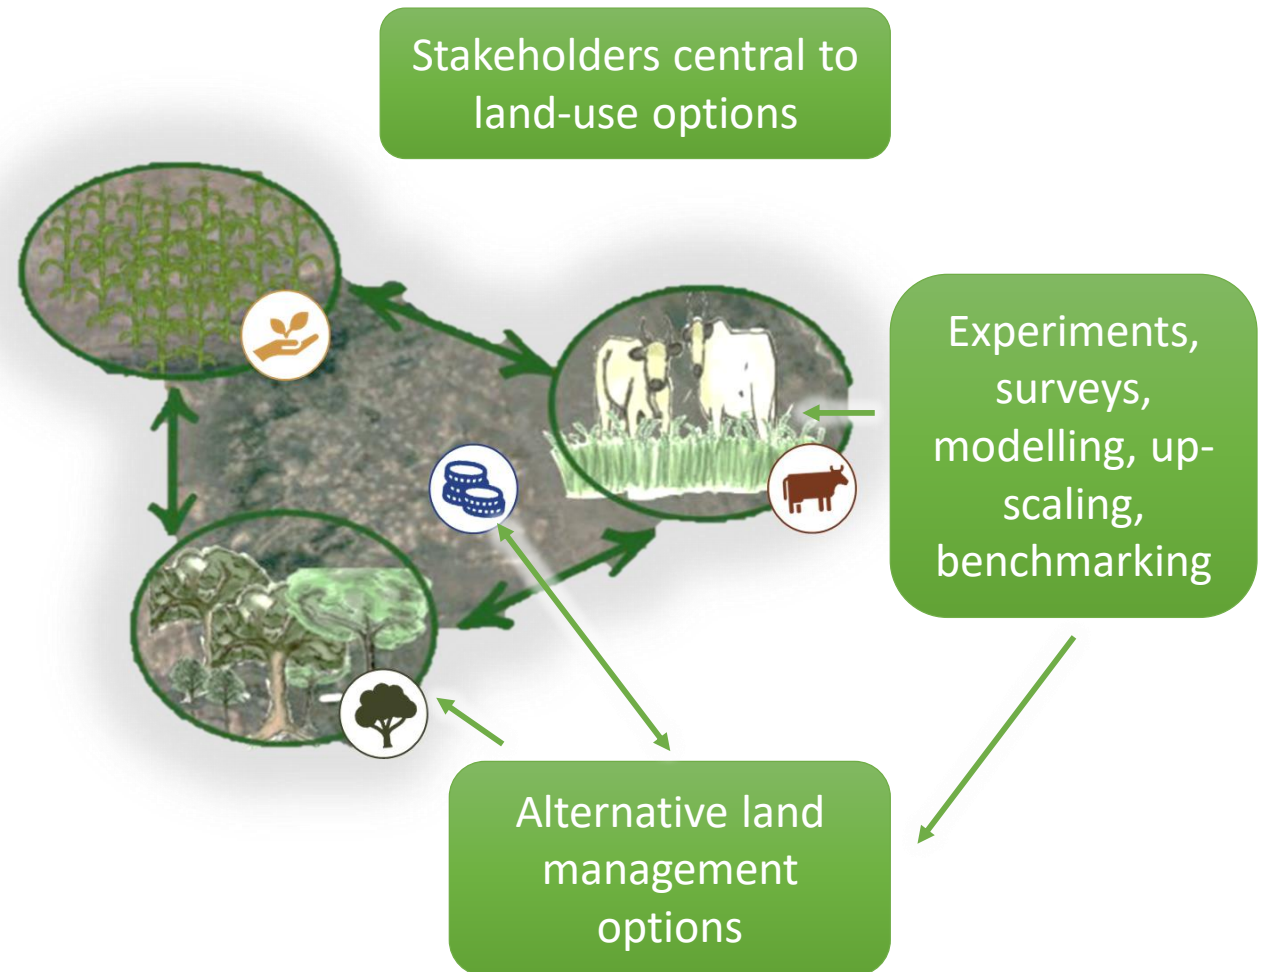 Stakeholders central to
land-use options
Experiments,
surveys,
modelling, up-
scaling,
benchmarking
Alternative land
management
options